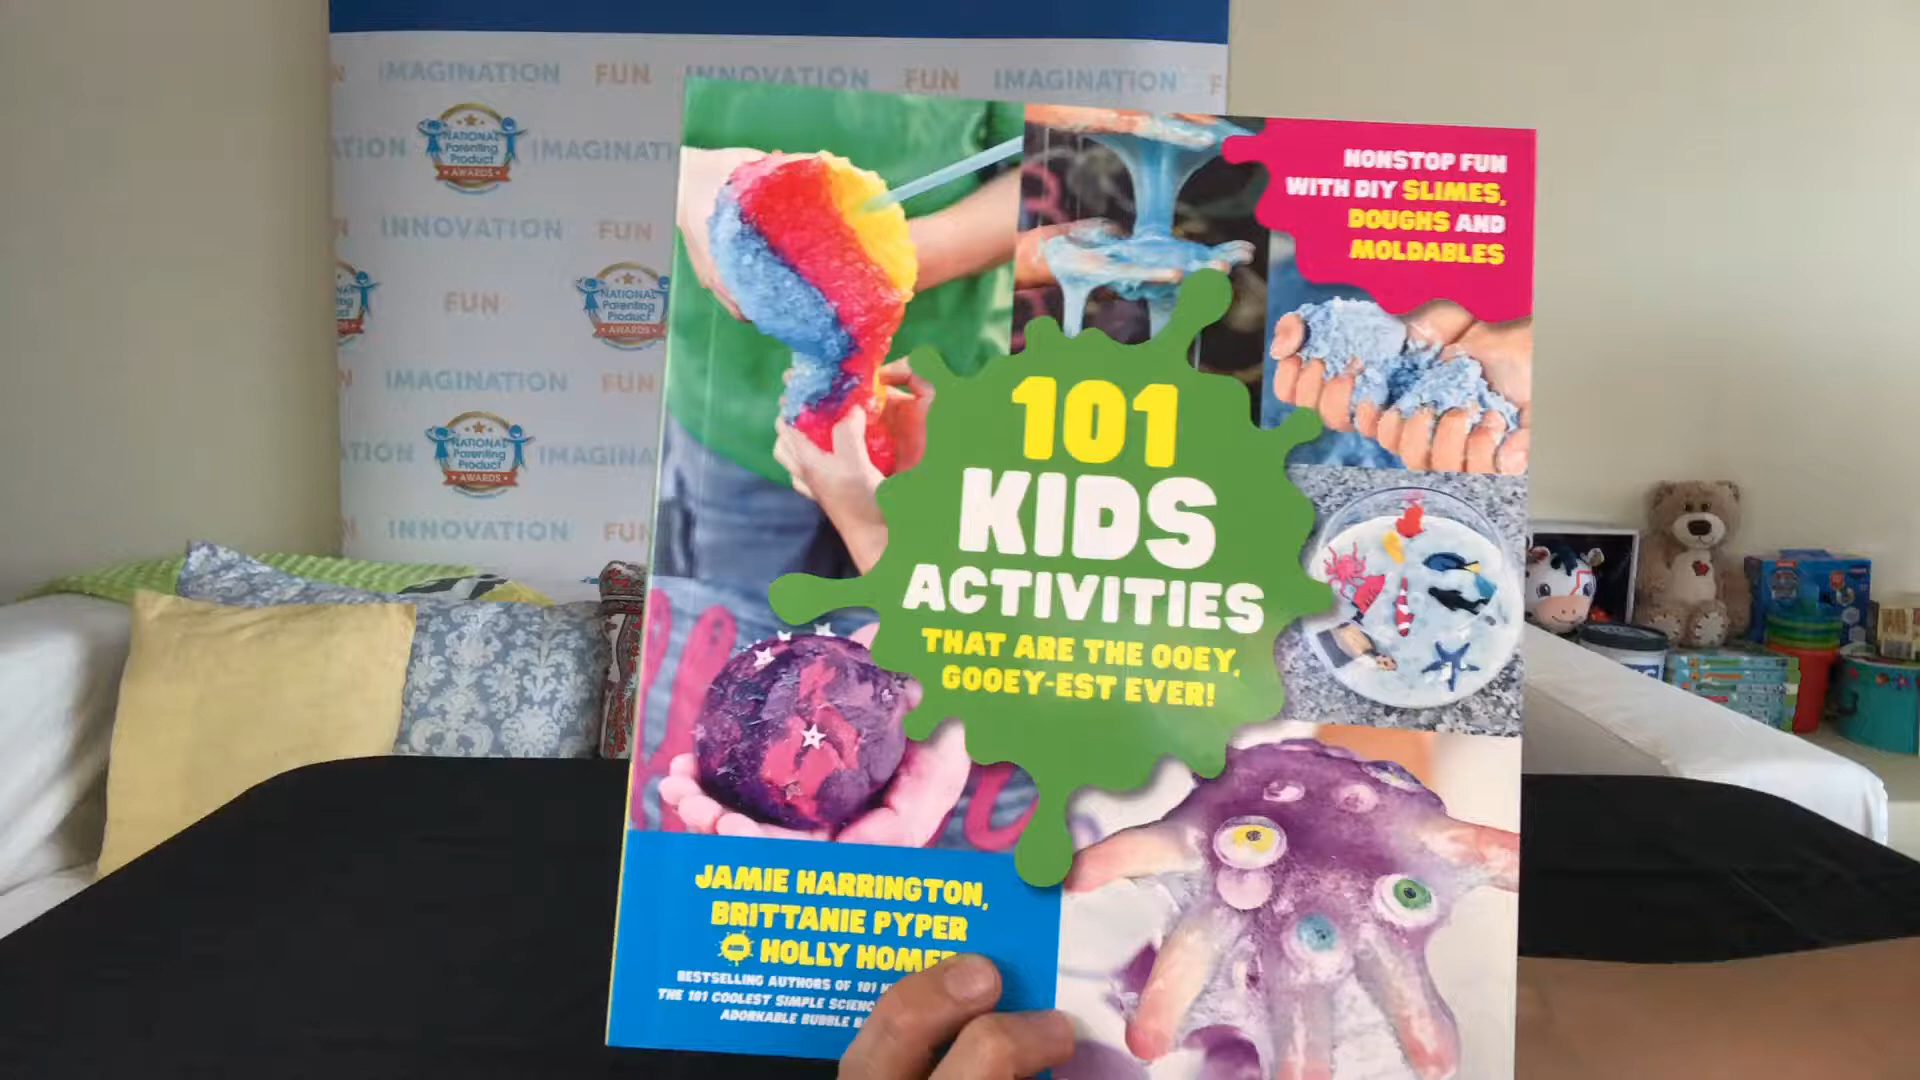 IMAGINATION FUN INNOVATION FUN IMAGINATION
IMAGINATI
NATIONAL
Parenting
Product
AWARDS
INNOVATION FUN
FUN
NATIONAL
Parenting
Product
AWARDS
IMAGINATION FUN
NATIONAL
Parenting
Product
AWARDS
IMAGINA
INNOVATION FUN
NONSTOP FUN
WITH DIY SLIMES,
DOUGHS AND
MOLDABLES
101
KIDS
ACTIVITIES
THAT ARE THE OOEY,
GOOEY-EST EVER!
JAMIE HARRINGTON,
BRITTANIE PYPER
AND HOLLY HOMER
BESTSELLING AUTHORS OF 101
THE 101 COOLEST SIMPLE
ADORKABLE BUBBLE